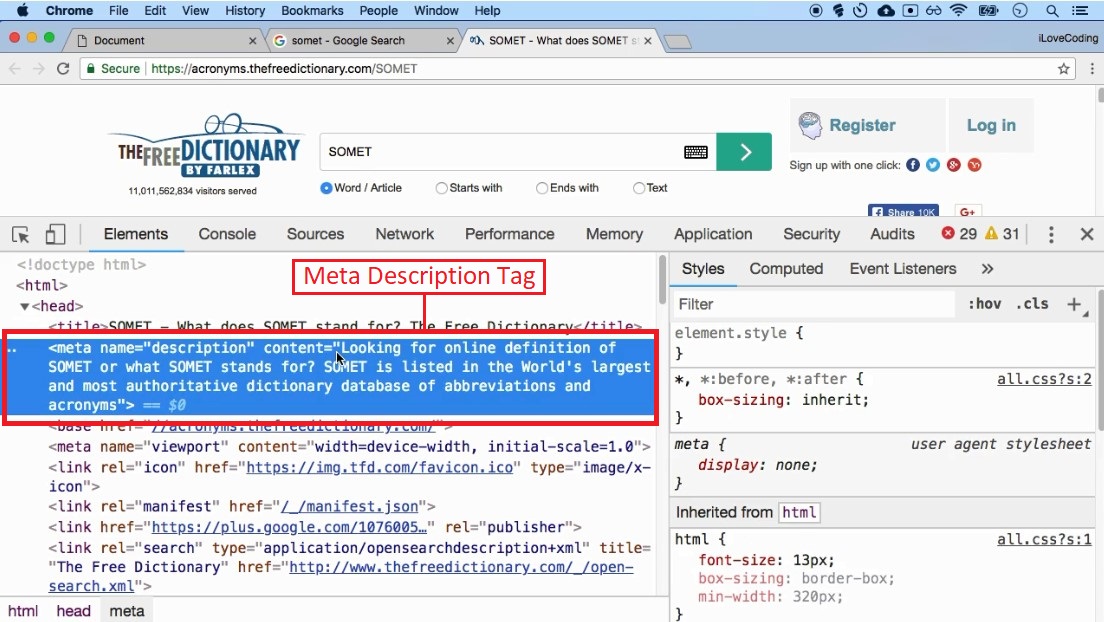 Chrome File Edit View History Bookmarks People Window Help
Document
somet - Google Search
SOMET - What does SOMET s
iLoveCoding
Secure https://acronyms.thefreedictionary.com/SOMET
THEFREEDICTIONARY
BY FARLEX
11,011,562,834 visitors served
SOMET
Word / Article Starts with Ends with Text
Register
Log in
Sign up with one click:
Share 10K
G+
Elements Console Sources Network Performance Memory Application Security Audits 29 31
<!doctype html>
<html>
▼<head>
<title>SOMET - What does SOMET stand for? The Free Dictionary</title>
Meta Description Tag
<meta name="description" content="Looking for online definition of
SOMET or what SOMET stands for? SOMET is listed in the World's largest
and most authoritative dictionary database of abbreviations and
acronyms"> == $0
<base href="//acronyms.thefreedictionary.com/">
<meta name="viewport" content="width=device-width, initial-scale=1.0">
<link rel="icon" href="https://img.tfd.com/favicon.ico" type="image/x-
icon">
<link rel="manifest" href="/_/manifest.json">
<link href="https://plus.google.com/1076005…" rel="publisher">
<link rel="search" type="application/opensearchdescription+xml" title=
"The Free Dictionary" href="http://www.thefreedictionary.com/_/open-
search.xml">
html head meta
Styles Computed Event Listeners »
Filter :hov .cls +
element.style {
}
*, *:before, *:after { all.css?s:2
box-sizing: inherit;
}
meta { user agent stylesheet
display: none;
}
Inherited from html
html { all.css?s:1
font-size: 13px;
box-sizing: border-box;
min-width: 320px;
}